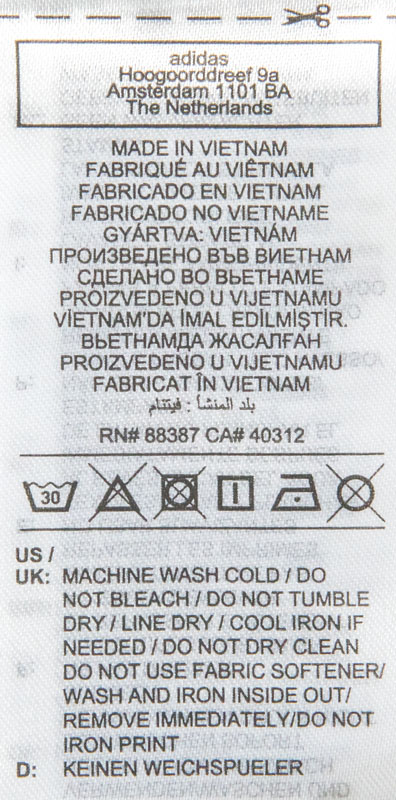 adidas
Hoogoorddreef 9a
Amsterdam 1101 BA
The Netherlands
MADE IN VIETNAM
FABRIQUÉ AU VIÊTNAM
FABRICADO EN VIETNAM
FABRICADO NO VIETNAME
GYÁRTVA: VIETNÁM
ПРОИЗВЕДЕНО ВЪВ ВИЕТНАМ
СДЕЛАНО ВО ВЬЕТНАМЕ
PROIZVEDENO U VIJETNAMU
VİETNAM'DA İMAL EDİLMİŞTİR.
ВЬЕТНАМДА ЖАСАЛҒАН
PROIZVEDENO U VIJETNAMU
FABRICAT ÎN VIETNAM
بلد المنشأ : فيتنام
RN# 88387 CA# 40312
30
US /
UK: MACHINE WASH COLD / DO
NOT BLEACH / DO NOT TUMBLE
DRY / LINE DRY / COOL IRON IF
NEEDED / DO NOT DRY CLEAN
DO NOT USE FABRIC SOFTENER/
WASH AND IRON INSIDE OUT/
REMOVE IMMEDIATELY/DO NOT
IRON PRINT
D: KEINEN WEICHSPUELER